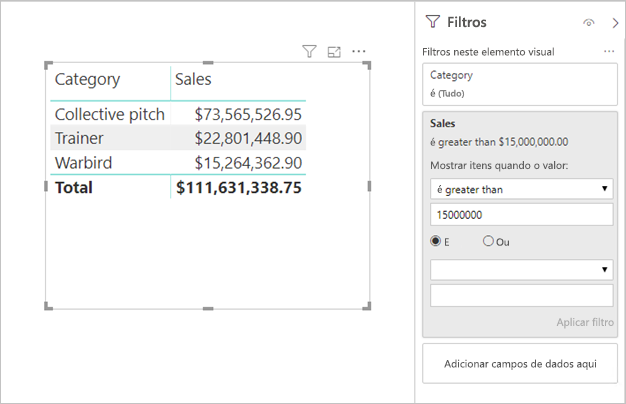 Category Sales
Collective pitch $73,565,526.95
Trainer $22,801,448.90
Warbird $15,264,362.90
Total $111,631,338.75
Filtros
Filtros neste elemento visual
Category
é (Tudo)
Sales
é greater than $15,000,000.00
Mostrar itens quando o valor:
é greater than
15000000
E Ou
Aplicar filtro
Adicionar campos de dados aqui